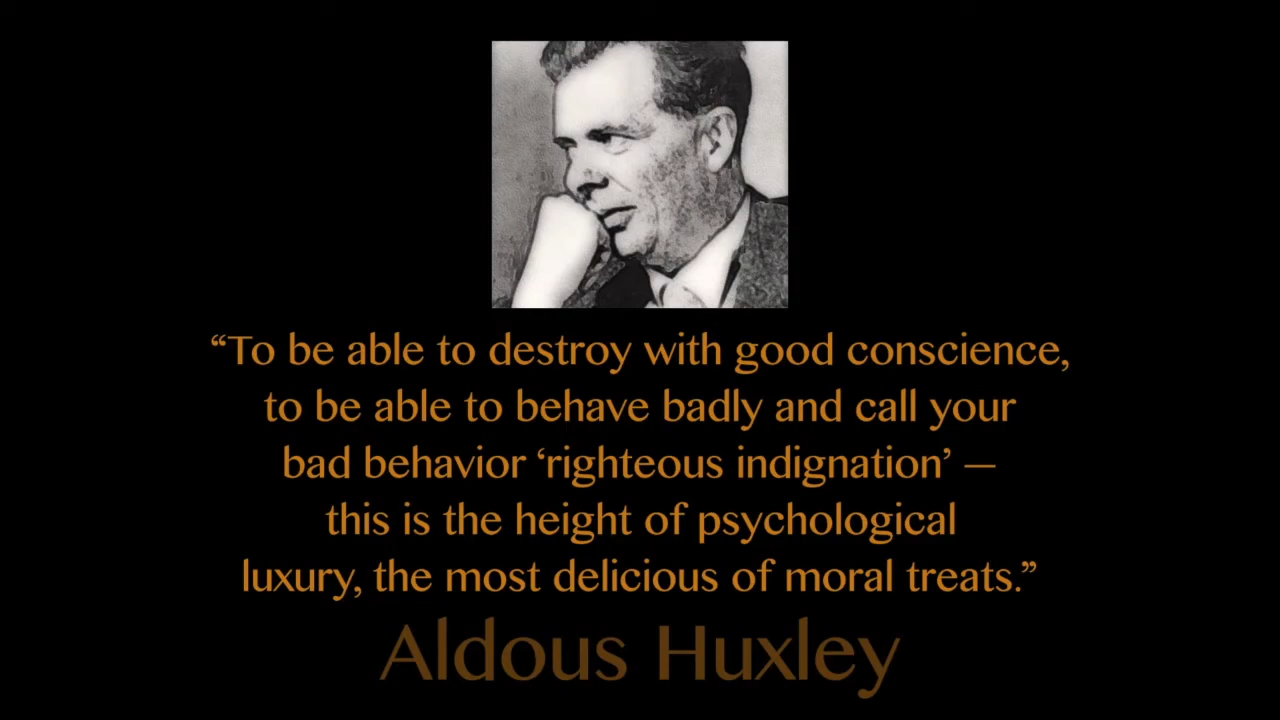 “To be able to destroy with good conscience,
to be able to behave badly and call your
bad behavior ‘righteous indignation’ —
this is the height of psychological
luxury, the most delicious of moral treats.”
Aldous Huxley